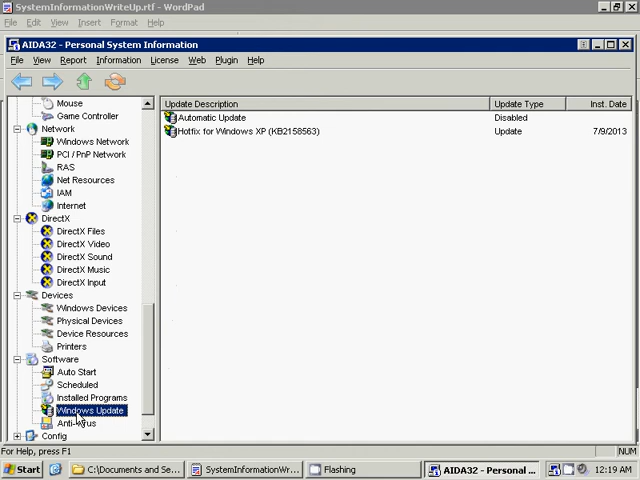 SystemInformationWriteUp.rtf - WordPad
File Edit View Insert Format Help
AIDA32 - Personal System Information
File View Report Information License Web Plugin Help
Mouse
Game Controller
Network
Windows Network
PCI / PnP Network
RAS
Net Resources
IAM
Internet
DirectX
DirectX Files
DirectX Video
DirectX Sound
DirectX Music
DirectX Input
Devices
Windows Devices
Physical Devices
Device Resources
Printers
Software
Auto Start
Scheduled
Installed Programs
Windows Update
Anti-Virus
Config
Update Description Update Type Inst. Date
Automatic Update Disabled
Hotfix for Windows XP (KB2158563) Update 7/9/2013
For Help, press F1 NUM
Start C:\Documents and Se... SystemInformationWr... Flashing AIDA32 - Personal ... 12:19 AM